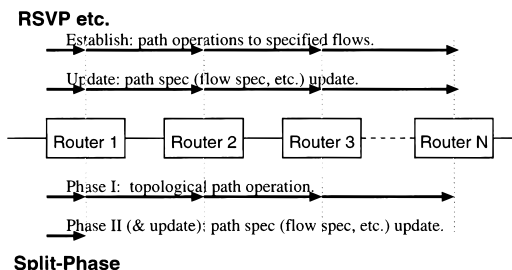 RSVP etc.
Establish: path operations to specified flows.
Update: path spec (flow spec, etc.) update.
Router 1 Router 2 Router 3 Router N
Phase I: topological path operation.
Phase II (& update): path spec (flow spec, etc.) update.
Split-Phase